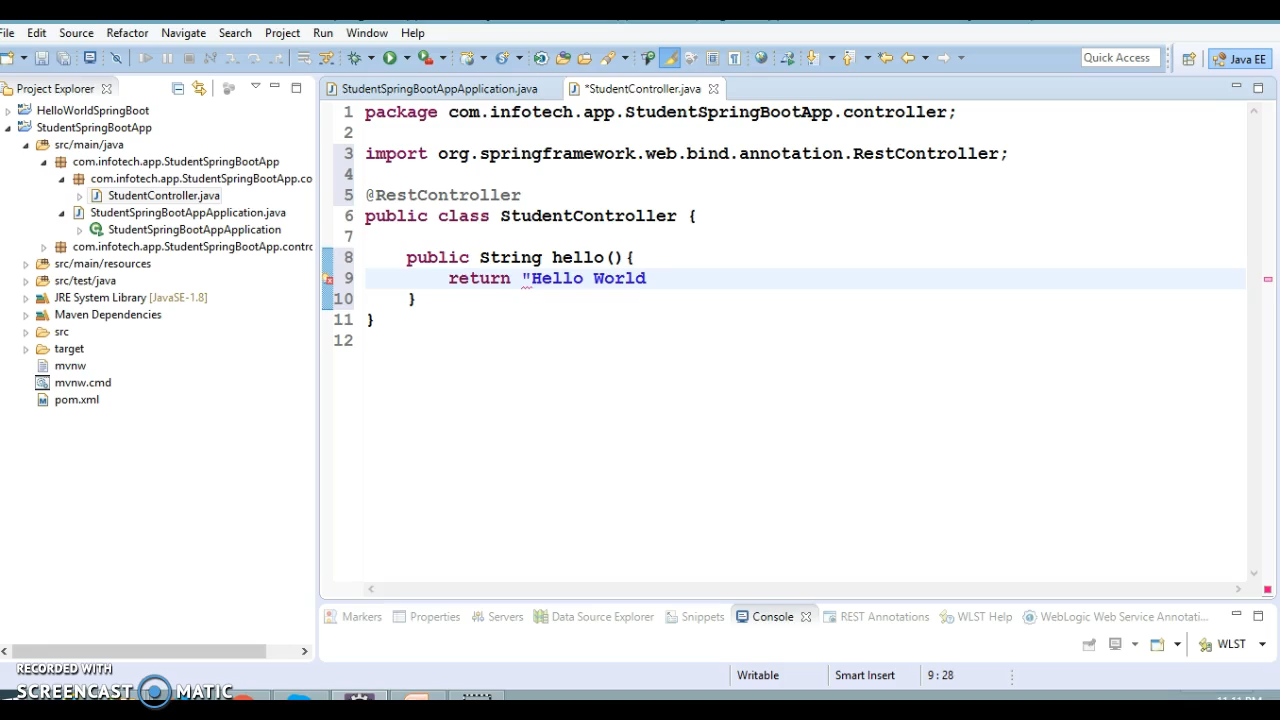 File Edit Source Refactor Navigate Search Project Run Window Help
Quick Access
Java EE
Project Explorer
StudentSpringBootAppApplication.java
*StudentController.java
HelloWorldSpringBoot
StudentSpringBootApp
src/main/java
com.infotech.app.StudentSpringBootApp
com.infotech.app.StudentSpringBootApp.co
StudentController.java
StudentSpringBootAppApplication.java
StudentSpringBootAppApplication
com.infotech.app.StudentSpringBootApp.contro
src/main/resources
src/test/java
JRE System Library [JavaSE-1.8]
Maven Dependencies
src
target
mvnw
mvnw.cmd
pom.xml
1 package com.infotech.app.StudentSpringBootApp.controller;
2
3 import org.springframework.web.bind.annotation.RestController;
4
5 @RestController
6 public class StudentController {
7
8 public String hello(){
9 return "Hello World
10 }
11 }
12
Markers Properties Servers Data Source Explorer Snippets Console REST Annotations WLST Help WebLogic Web Service Annotati...
WLST
Writable Smart Insert 9 : 28
RECORDED WITH
SCREENCAST MATIC